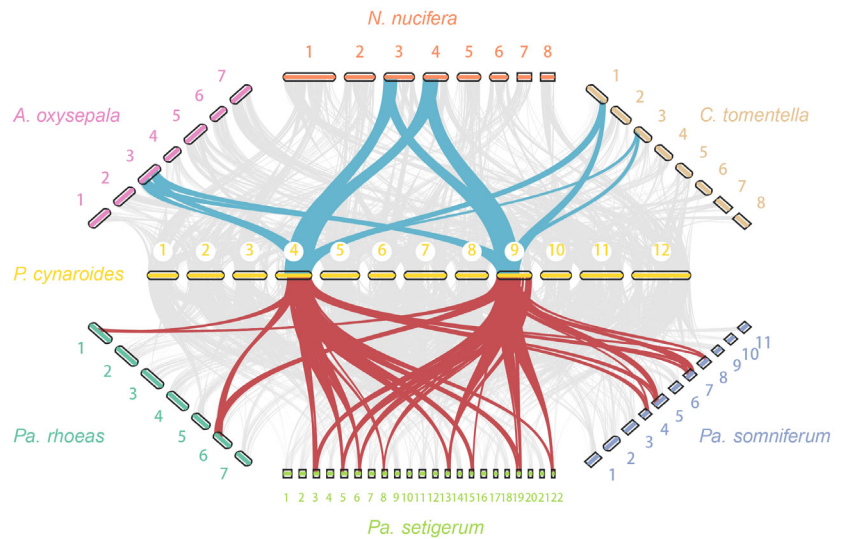 N. nucifera
1 2 3 4 5 6 7 8
A. oxysepala
1 2 3 4 5 6 7
C. tomentella
1 2 3 4 5 6 7 8
P. cynaroides
1 2 3 4 5 6 7 8 9 10 11 12
Pa. rhoeas
1 2 3 4 5 6 7
Pa. somniferum
1 2 3 4 5 6 7 8 9 10 11
1 2 3 4 5 6 7 8 9 10 11 12 13 14 15 16 17 18 19 20 21 22
Pa. setigerum